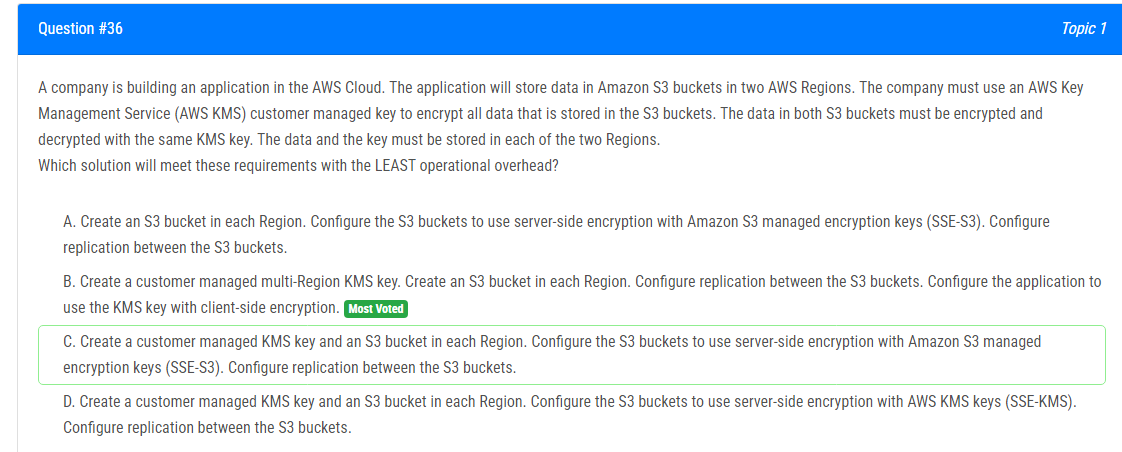 Question #36
Topic 1
A company is building an application in the AWS Cloud. The application will store data in Amazon S3 buckets in two AWS Regions. The company must use an AWS Key
Management Service (AWS KMS) customer managed key to encrypt all data that is stored in the S3 buckets. The data in both S3 buckets must be encrypted and
decrypted with the same KMS key. The data and the key must be stored in each of the two Regions.
Which solution will meet these requirements with the LEAST operational overhead?
A. Create an S3 bucket in each Region. Configure the S3 buckets to use server-side encryption with Amazon S3 managed encryption keys (SSE-S3). Configure
replication between the S3 buckets.
B. Create a customer managed multi-Region KMS key. Create an S3 bucket in each Region. Configure replication between the S3 buckets. Configure the application to
use the KMS key with client-side encryption. Most Voted
C. Create a customer managed KMS key and an S3 bucket in each Region. Configure the S3 buckets to use server-side encryption with Amazon S3 managed
encryption keys (SSE-S3). Configure replication between the S3 buckets.
D. Create a customer managed KMS key and an S3 bucket in each Region. Configure the S3 buckets to use server-side encryption with AWS KMS keys (SSE-KMS).
Configure replication between the S3 buckets.